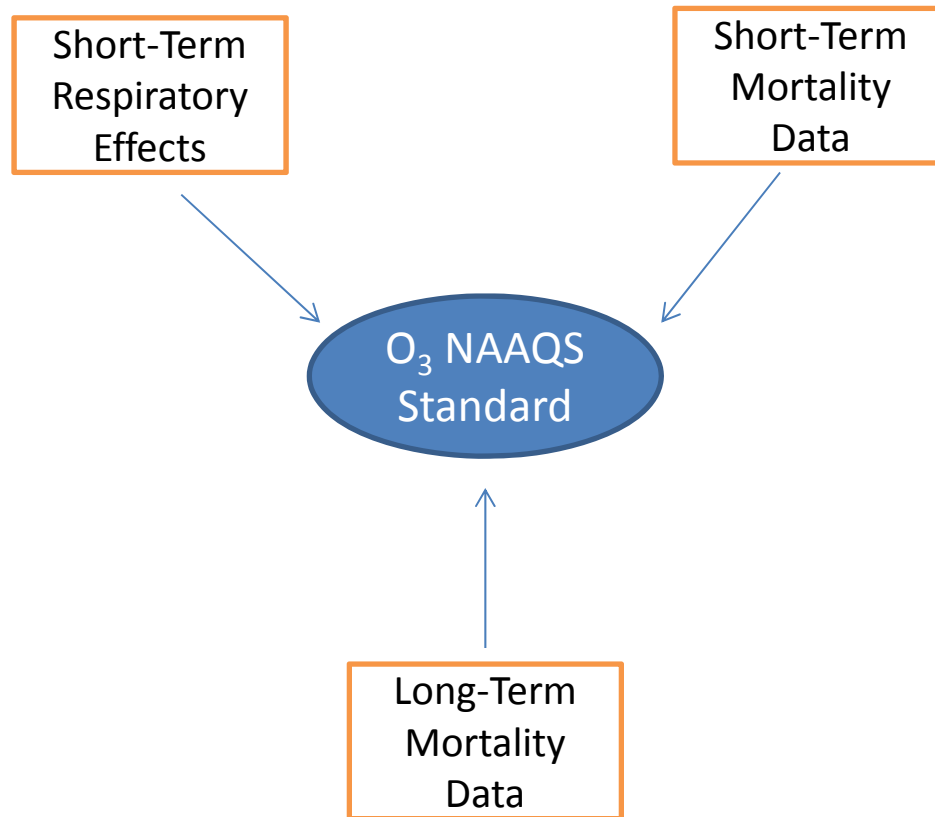 Short-Term
Respiratory
Effects
Short-Term
Mortality
Data
O₃ NAAQS
Standard
Long-Term
Mortality
Data